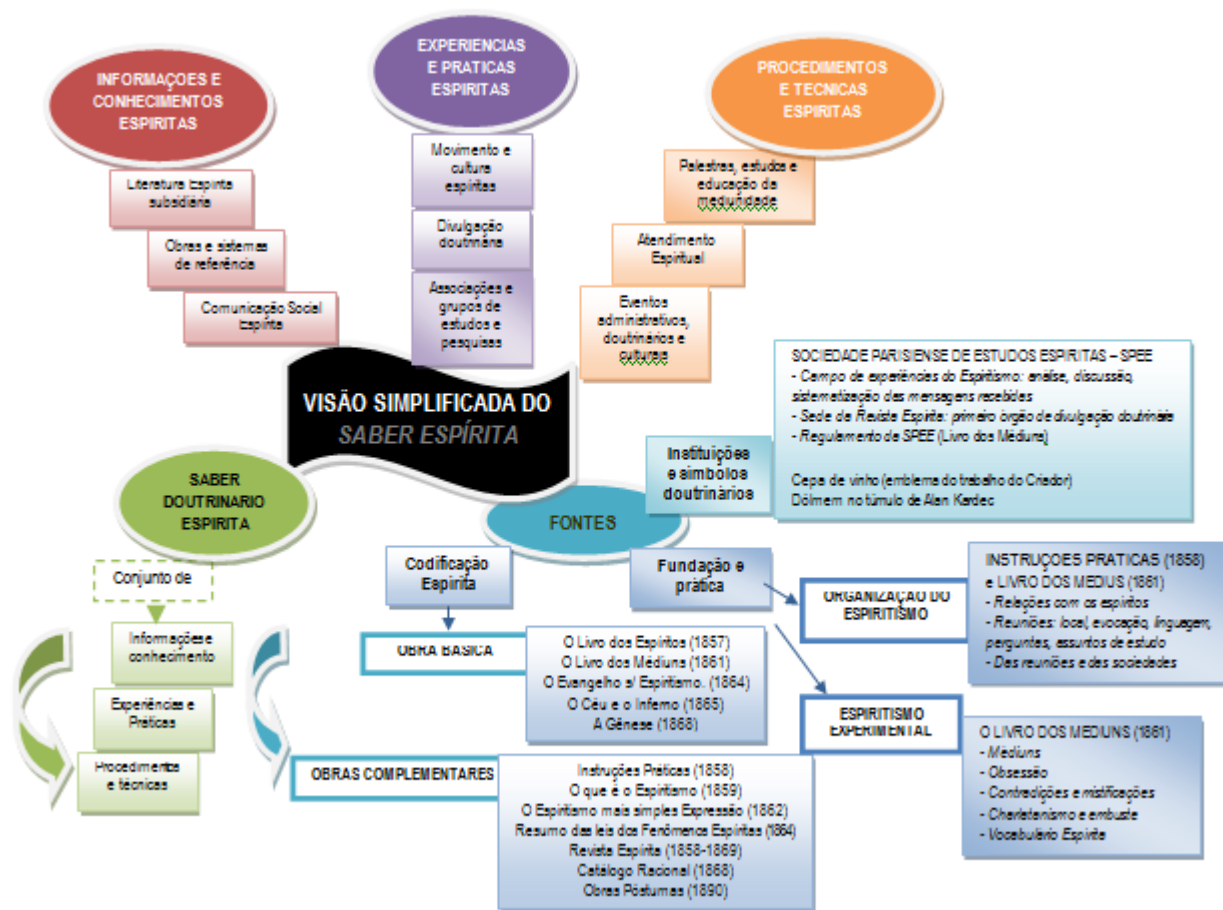 INFORMAÇOES E
CONHECIMENTOS
ESPIRITAS
Literatura Espirita
subsidiária
Obras e sistemas
de referência
Comunicação Social
Espirita
EXPERIENCIAS
E PRATICAS
ESPIRITAS
Movimento e
cultura
espíritas
Divulgação
doutrinária
Associações e
grupos de
estudos e
pesquisas
PROCEDIMENTOS
E TECNICAS
ESPIRITAS
Palestras, estudos e
educação da
mediunidade
Atendimento
Espiritual
Eventos
administrativos,
doutrinários e
culturais
VISÃO SIMPLIFICADA DO
SABER ESPÍRITA
SABER
DOUTRINARIO
ESPIRITA
Conjunto de
Informações e
conhecimento
Experiências e
Práticas
Procedimentos
e técnicas
FONTES
Instituições
e símbolos
doutrinários
SOCIEDADE PARISIENSE DE ESTUDOS ESPIRITAS – SPEE
- Campo de experiências do Espiritismo: análise, discussão,
sistematização das mensagens recebidas
- Sede da Revista Espirita: primeiro órgão de divulgação doutrinária
- Regulamento da SPEE (Livro dos Médiuns)
Cepa de vinho (emblema do trabalho do Criador)
Dólmem no túmulo de Alan Kardec
Codificação
Espírita
OBRA BASICA
O Livro dos Espíritos (1857)
O Livro dos Médiuns (1861)
O Evangelho s/ Espiritismo. (1864)
O Céu e o Inferno (1865)
A Gênese (1868)
OBRAS COMPLEMENTARES
Instruções Práticas (1858)
O que é o Espiritismo (1859)
O Espiritismo mais simples Expressão (1862)
Resumo das leis dos Fenômenos Espíritas (1864)
Revista Espírita (1858-1869)
Catálogo Racional (1868)
Obras Póstumas (1890)
Fundação e
prática
ORGANIZAÇÃO DO
ESPIRITISMO
INSTRUÇOES PRATICAS (1858)
e LIVRO DOS MEDIUS (1861)
- Relações com os espíritos
- Reuniões: local, evocação, linguagem,
perguntas, assuntos de estudo
- Das reuniões e das sociedades
ESPIRITISMO
EXPERIMENTAL
O LIVRO DOS MEDIUNS (1861)
- Médiuns
- Obsessão
- Contradições e mistificações
- Charlatanismo e embuste
- Vocabulário Espírita